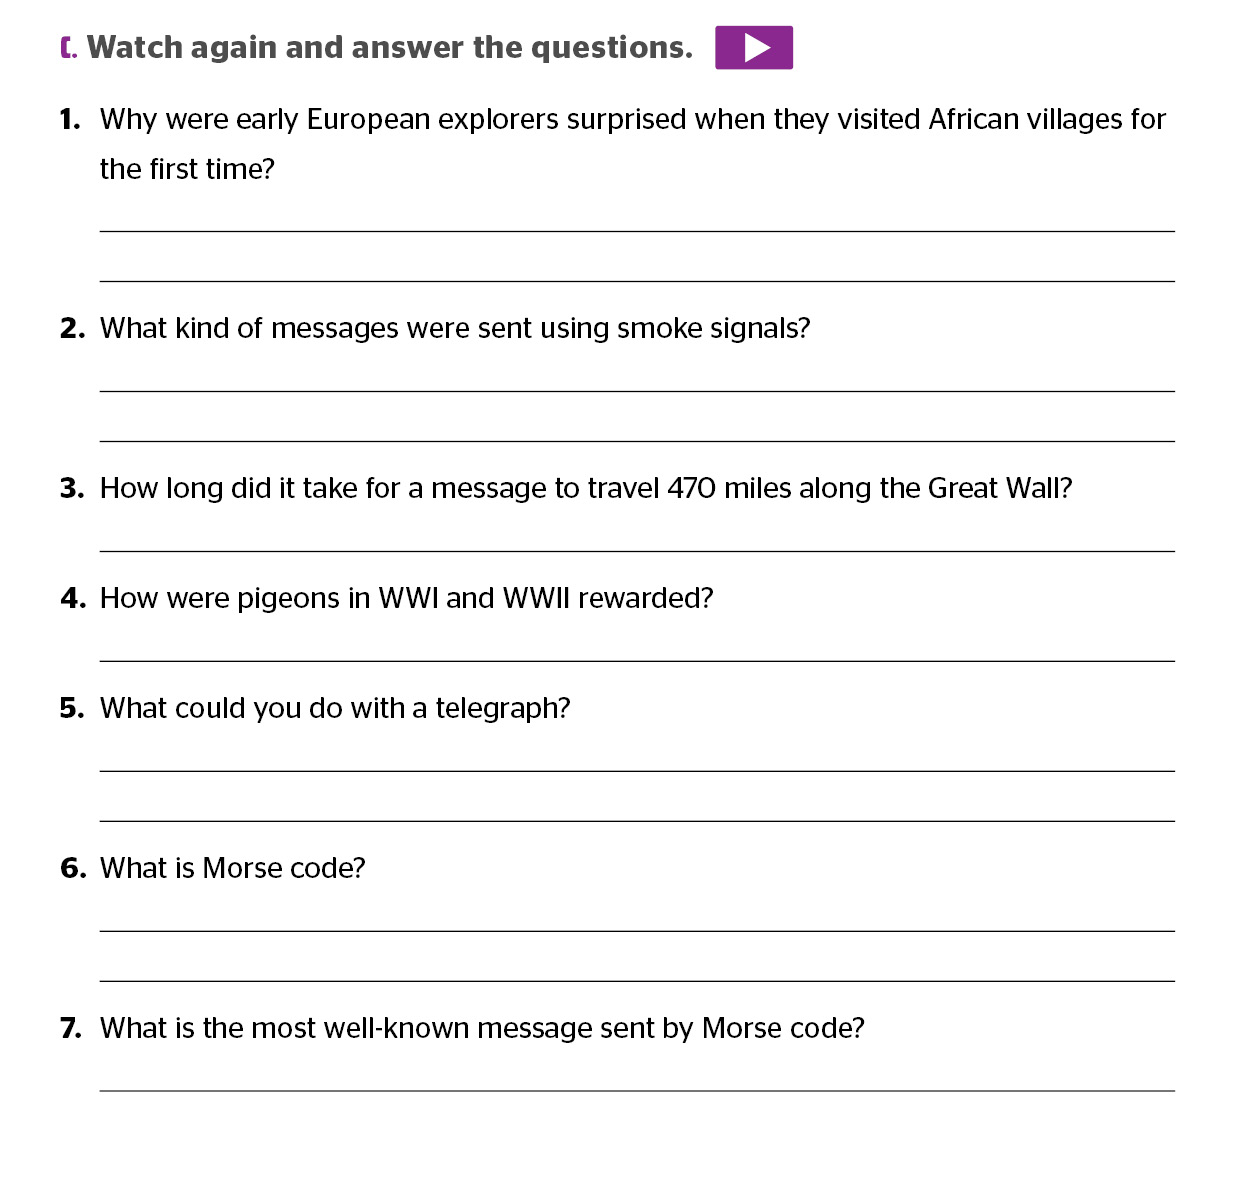 C. Watch again and answer the questions.
1. Why were early European explorers surprised when they visited African villages for
the first time?
2. What kind of messages were sent using smoke signals?
3. How long did it take for a message to travel 470 miles along the Great Wall?
4. How were pigeons in WWI and WWII rewarded?
5. What could you do with a telegraph?
6. What is Morse code?
7. What is the most well-known message sent by Morse code?